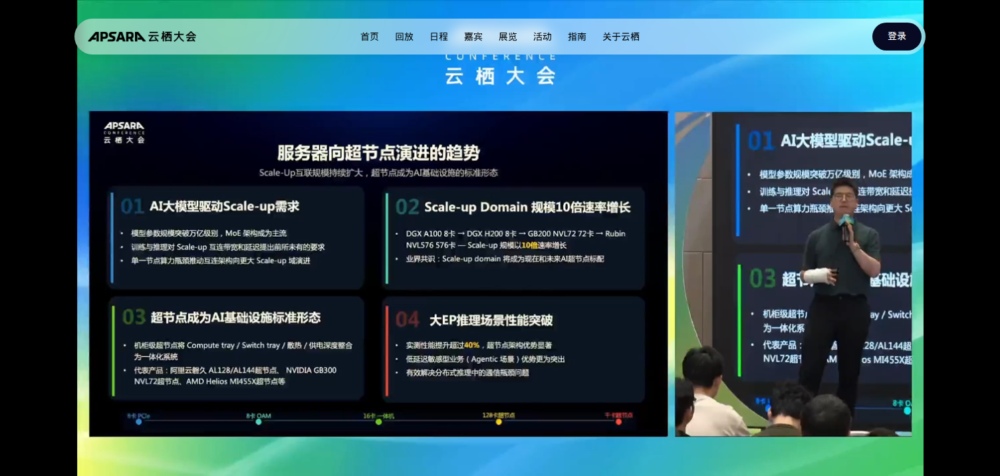 APSARA 云栖大会
首页 回放 日程 嘉宾 展览 活动 指南 关于云栖
登录
CONFERENCE
云栖大会
APSARA
CONFERENCE
云栖大会
服务器向超节点演进的趋势
Scale-Up互联规模持续扩大，超节点成为AI基础设施的标准形态
01 AI大模型驱动Scale-up需求
• 模型参数规模突破万亿级别，MoE 架构成为主流
• 训练与推理对 Scale-up 互连带宽和延迟提出前所未有的要求
• 单一节点算力瓶颈推动互连架构向更大 Scale-up 域演进
02 Scale-up Domain 规模10倍速率增长
• DGX A100 8卡 → DGX H200 8卡 → GB200 NVL72 72卡 → Rubin
NVL576 576卡 — Scale-up 规模以10倍速率增长
• 业界共识：Scale-up domain 将成为现在和未来AI超节点标配
03 超节点成为AI基础设施标准形态
• 机柜级超节点将 Compute tray / Switch tray / 散热 / 供电深度整合
为一体化系统
• 代表产品：阿里云磐久 AL128/AL144超节点、 NVIDIA GB300
NVL72超节点、AMD Helios MI455X超节点等
04 大EP推理场景性能突破
• 实测性能提升超过40%，超节点架构优势显著
• 低延迟敏感型业务（Agentic 场景）优势更为突出
• 有效解决分布式推理中的通信瓶颈问题
8卡 PCIe
8卡 OAM
16卡 一体机
128卡超节点
千卡超节点
01 AI大模型驱动Scale-
• 模型参数规模突破万亿级别，MoE 架构
• 训练与推理对 Scal 连带宽和延迟
• 单一节点算力瓶颈 连架构向更大 Sc
03 超 基础设
• 机柜级超节 ay / Switch
为一体化系
• 代表产品： 128/AL144超
NVL72超 AM os MI455X超
8卡
8卡 O